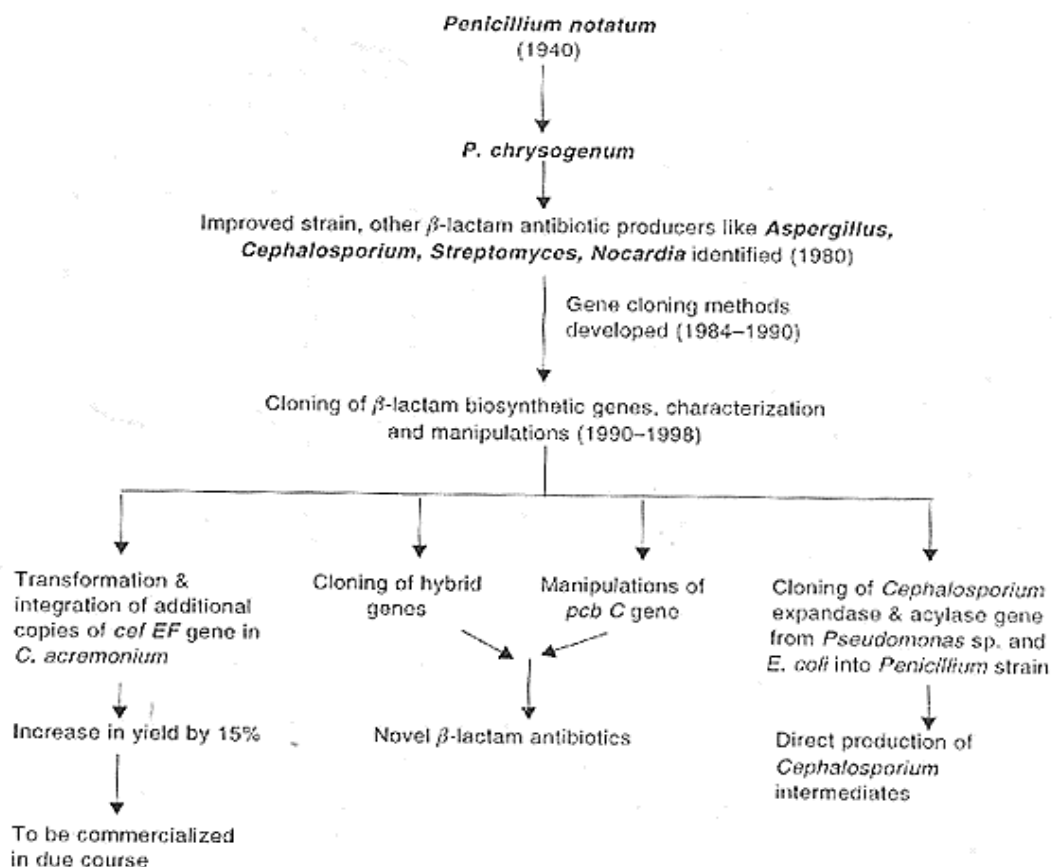 Penicillium notatum
(1940)
P. chrysogenum
Improved strain, other β-lactam antibiotic producers like Aspergillus,
Cephalosporium, Streptomyces, Nocardia identified (1980)
Gene cloning methods
developed (1984–1990)
Cloning of β-lactam biosynthetic genes, characterization
and manipulations (1990–1998)
Transformation &
integration of additional
copies of cef EF gene in
C. acremonium
Increase in yield by 15%
To be commercialized
in due course
Cloning of hybrid
genes
Manipulations of
pcb C gene
Novel β-lactam antibiotics
Cloning of Cephalosporium
expandase & acylase gene
from Pseudomonas sp. and
E. coli into Penicillium strain
Direct production of
Cephalosporium
intermediates